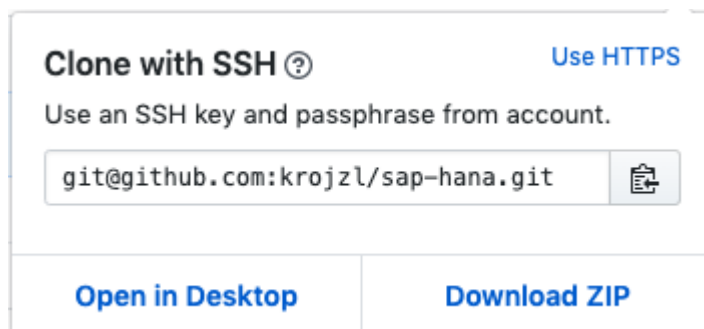 Clone with SSH
Use HTTPS
Use an SSH key and passphrase from account.
git@github.com:krojzl/sap-hana.git
Open in Desktop
Download ZIP